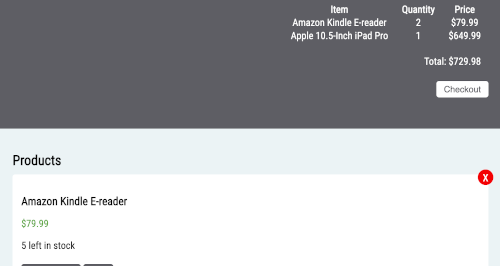 Item Quantity Price
Amazon Kindle E-reader 2 $79.99
Apple 10.5-Inch iPad Pro 1 $649.99
Total: $729.98
Checkout
Products
X
Amazon Kindle E-reader
$79.99
5 left in stock